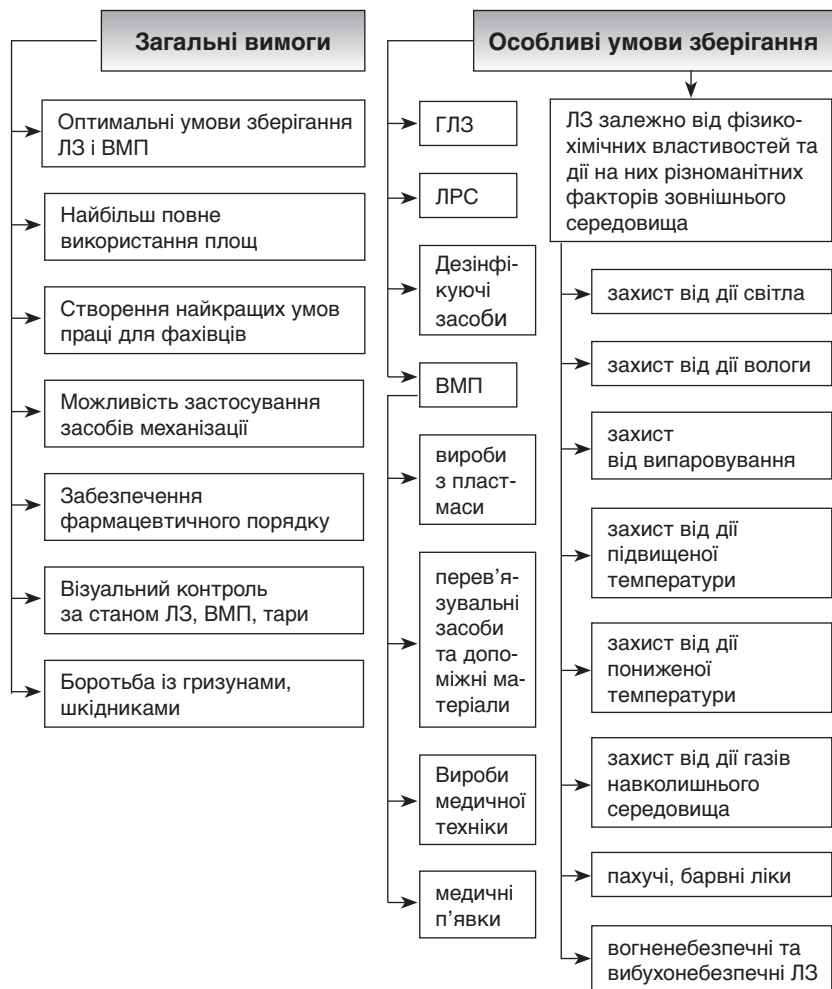 Загальні вимоги
Оптимальні умови зберігання
ЛЗ і ВМП
Найбільш повне
використання площ
Створення найкращих умов
праці для фахівців
Можливість застосування
засобів механізації
Забезпечення
фармацевтичного порядку
Візуальний контроль
за станом ЛЗ, ВМП, тари
Боротьба із гризунами,
шкідниками
Особливі умови зберігання
ГЛЗ
ЛРС
Дезінфі-
куючі
засоби
ВМП
вироби
з пласт-
маси
перев’я-
зувальні
засоби
та допо-
міжні ма-
теріали
Вироби
медичної
техніки
медичні
п’явки
ЛЗ залежно від фізико-
хімічних властивостей та
дії на них різноманітних
факторів зовнішнього
середовища
захист від дії світла
захист від дії вологи
захист
від випаровування
захист від дії
підвищеної
температури
захист від дії
пониженої
температури
захист від дії газів
навколишнього
середовища
пахучі, барвні ліки
вогненебезпечні та
вибухонебезпечні ЛЗ